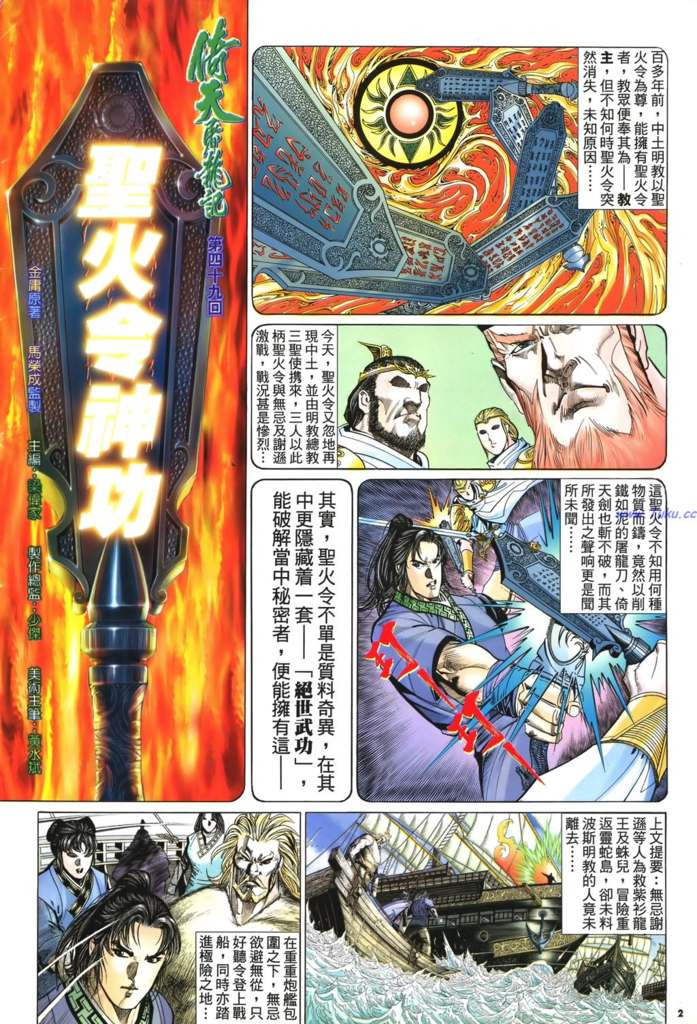 倚天屠龍記
第四十九回
聖火令神功
金庸原著
馬榮成監製
主編：梁偉家
製作總監：少傑
美術主筆：黃水斌
百多年前，中土明教以聖
火令為尊，能擁有聖火令
者，教眾便奉其為——教
主，但不知何時聖火令突
然消失，未知原因……
今天，聖火令又忽地再
現中土，並由明教總教
三聖使携來，三人以此
柄聖火令與無忌及謝遜
激戰，戰況甚是慘烈…
這聖火令不知用何種
物質而鑄，竟然以削
鐵如泥的屠龍刀、倚
天劍也斬不破，而其
所發出之聲响更是聞
所未聞……
Yuku.cc
叮——叮——
其實，聖火令不單是質料奇異，在其
中更隱藏着一套——「絕世武功」，
能破解當中秘密者，便能擁有這——
上文提要：無忌謝
遜等人為救紫衫龍
王及蛛兒，冒險重
返靈蛇島，卻未料
波斯明教的人竟未
離去……
在重重炮艦包
圍之下，無忌
欲避無從，只
好聽令登上戰
船，同時亦踏
進極險之地…
2